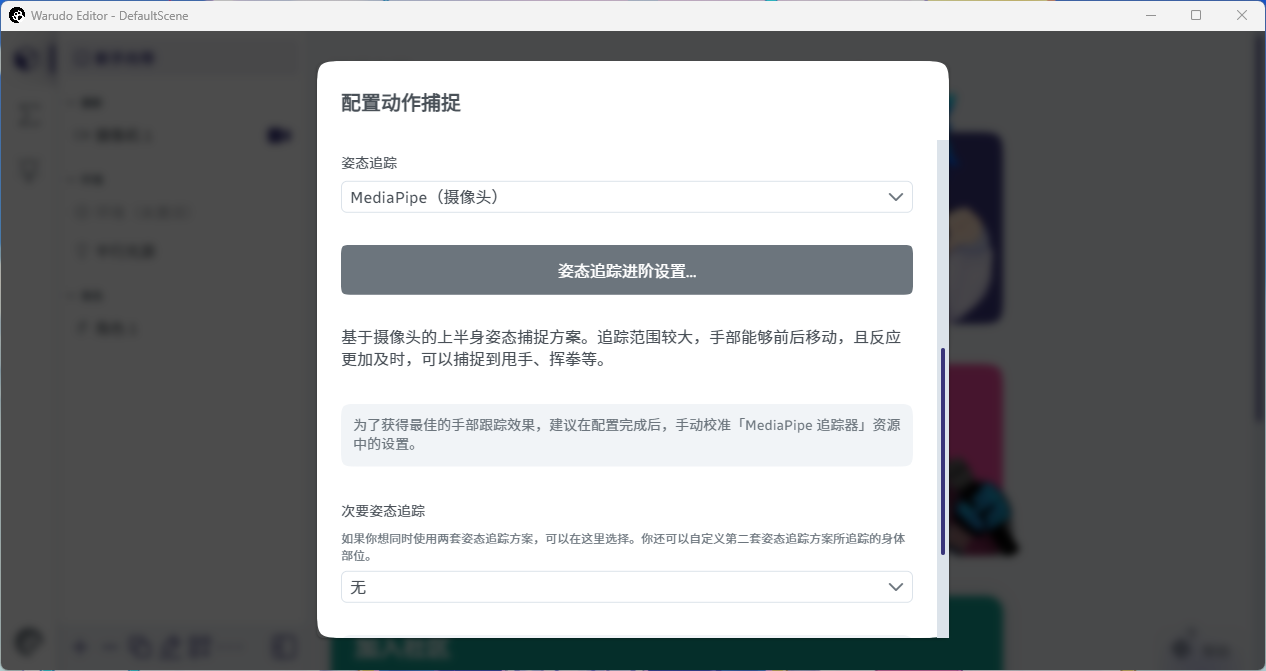 Warudo Editor - DefaultScene
配置动作捕捉
姿态追踪
MediaPipe（摄像头）
姿态追踪进阶设置...
基于摄像头的上半身姿态捕捉方案。追踪范围较大，手部能够前后移动，且反应
更加及时，可以捕捉到甩手、挥拳等。
为了获得最佳的手部跟踪效果，建议在配置完成后，手动校准「MediaPipe 追踪器」资源
中的设置。
次要姿态追踪
如果你想同时使用两套姿态追踪方案，可以在这里选择。你还可以自定义第二套姿态追踪方案所追踪的身体
部位。
无